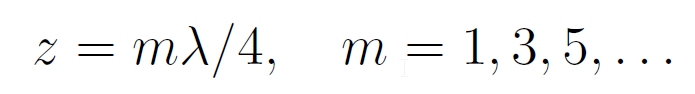 z = mλ/4, m = 1, 3, 5, . . .